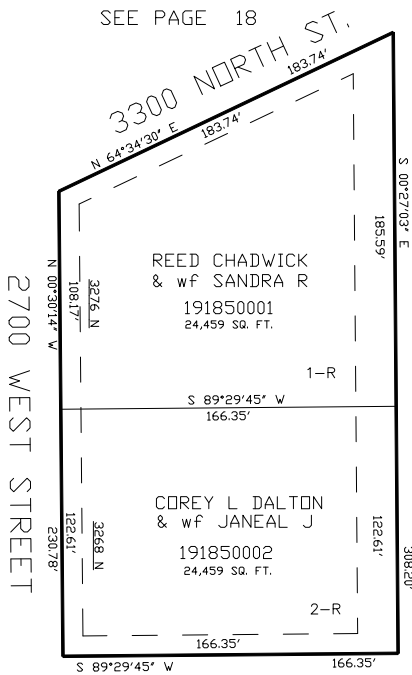 SEE PAGE 18
3300 NORTH ST.
183.74'
N 64°34'30" E
183.74'
S 00°27'03" E
185.59'
REED CHADWICK
& wf SANDRA R
191850001
24,459 SQ. FT.
1-R
N 00°30'14" W
108.17'
3276 N
2700 WEST STREET
S 89°29'45" W
166.35'
COREY L DALTON
& wf JANEAL J
191850002
24,459 SQ. FT.
2-R
230.78'
122.61'
3268 N
122.61'
308.20'
166.35'
S 89°29'45" W
166.35'